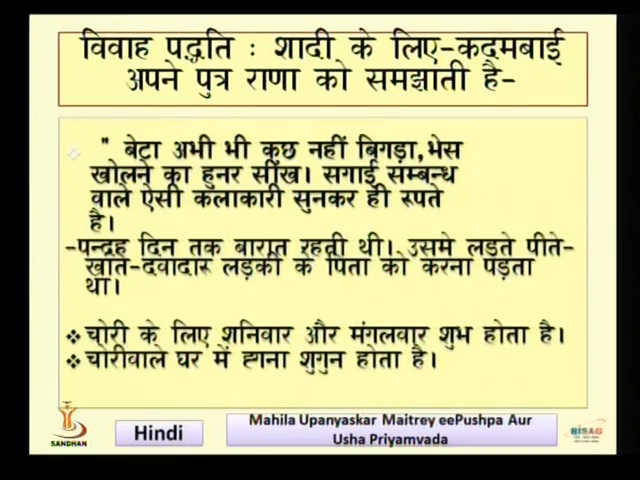 विवाह पद्धति : शादी के लिए-कदमबाई
अपने पुत्र राणा को समझाती है-
" बेटा अभी भी कुछ नहीं बिगड़ा,भेस
खोलने का हुनर सीख। सगाई सम्बन्ध
वाले ऐसी कलाकारी सुनकर ही रूपते
है।
-पन्द्रह दिन तक बारात रहती थी। उसमे लड़ते पीते-
खाते-दवादारू लड़की के पिता को करना पड़ता
था।
❖ चोरी के लिए शनिवार और मंगलवार शुभ होता है।
❖ चोरीवाले घर में ह्गना शुगुन होता है।
SANDHAN
Hindi
Mahila Upanyaskar Maitrey eePushpa Aur
Usha Priyamvada
BISAG